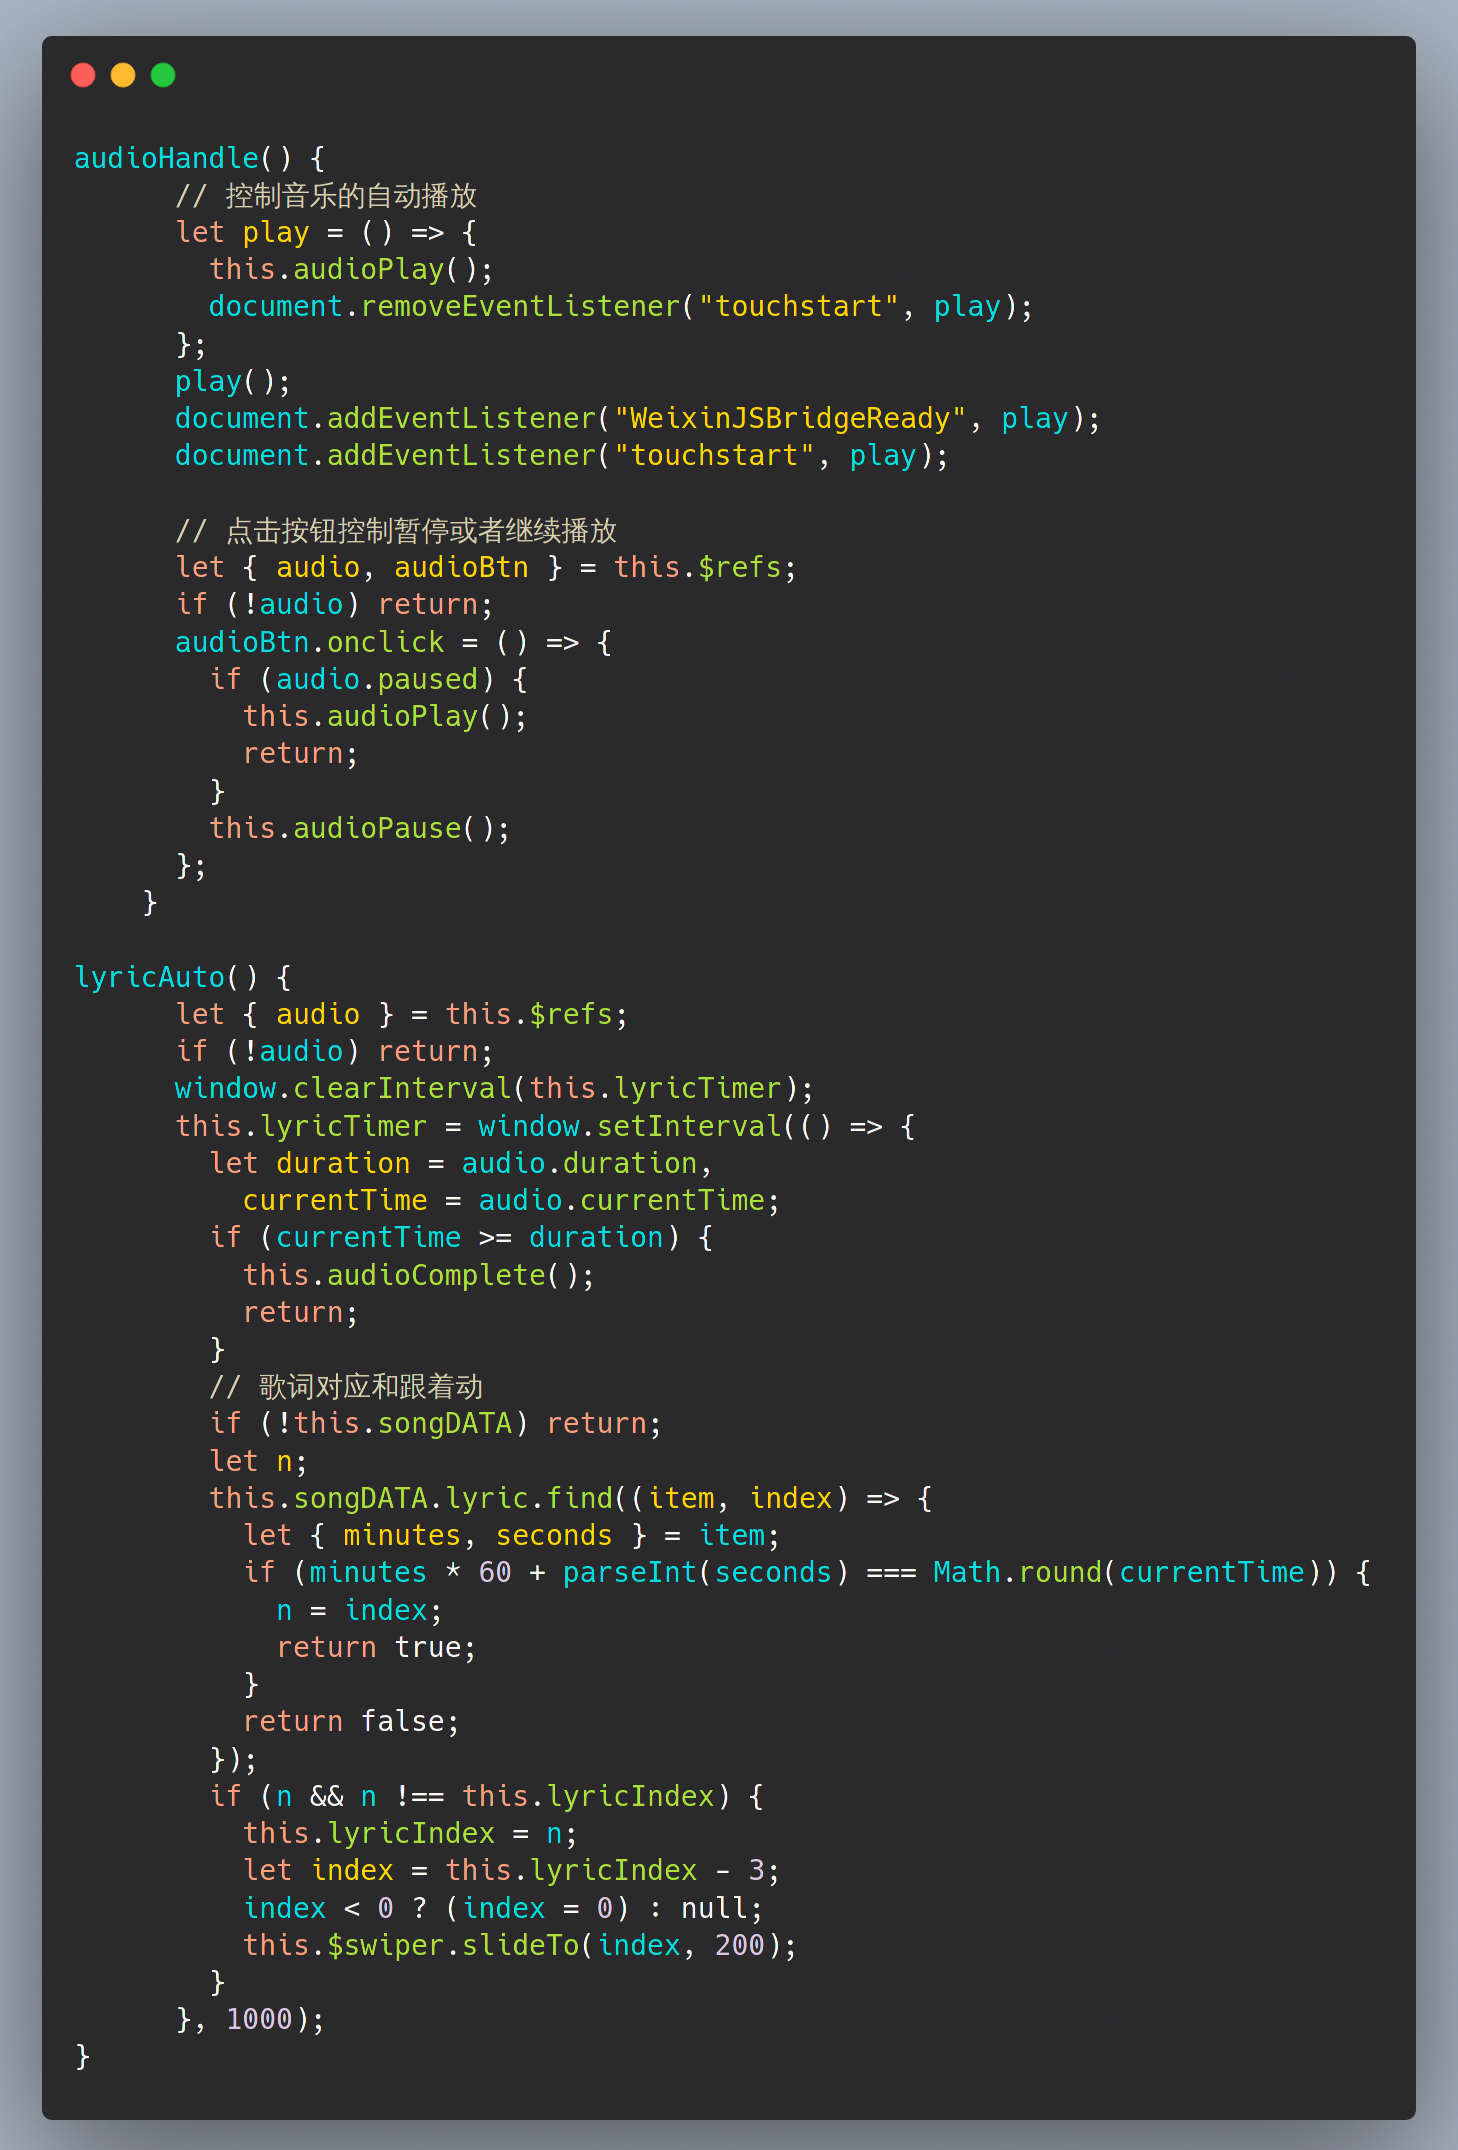 audioHandle() {
      // 控制音乐的自动播放
      let play = () => {
        this.audioPlay();
        document.removeEventListener("touchstart", play);
      };
      play();
      document.addEventListener("WeixinJSBridgeReady", play);
      document.addEventListener("touchstart", play);

      // 点击按钮控制暂停或者继续播放
      let { audio, audioBtn } = this.$refs;
      if (!audio) return;
      audioBtn.onclick = () => {
        if (audio.paused) {
          this.audioPlay();
          return;
        }
        this.audioPause();
      };
    }

lyricAuto() {
      let { audio } = this.$refs;
      if (!audio) return;
      window.clearInterval(this.lyricTimer);
      this.lyricTimer = window.setInterval(() => {
        let duration = audio.duration,
          currentTime = audio.currentTime;
        if (currentTime >= duration) {
          this.audioComplete();
          return;
        }
        // 歌词对应和跟着动
        if (!this.songDATA) return;
        let n;
        this.songDATA.lyric.find((item, index) => {
          let { minutes, seconds } = item;
          if (minutes * 60 + parseInt(seconds) === Math.round(currentTime)) {
            n = index;
            return true;
          }
          return false;
        });
        if (n && n !== this.lyricIndex) {
          this.lyricIndex = n;
          let index = this.lyricIndex - 3;
          index < 0 ? (index = 0) : null;
          this.$swiper.slideTo(index, 200);
        }
      }, 1000);
}